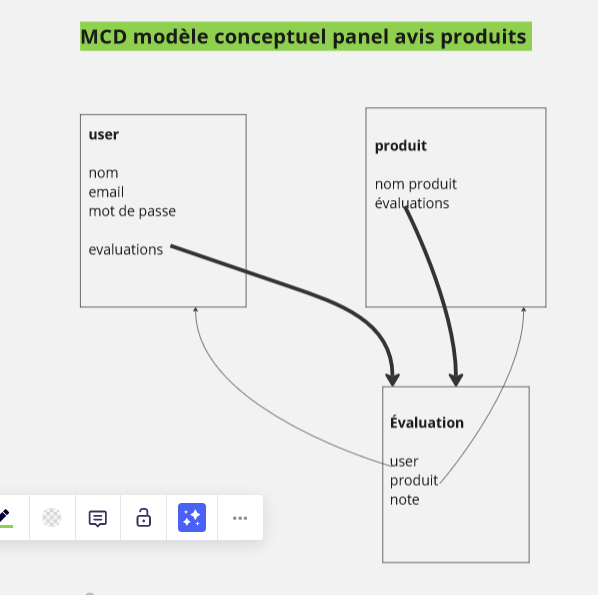 MCD modèle conceptuel panel avis produits
user
nom
email
mot de passe
evaluations
produit
nom produit
évaluations
Évaluation
user
produit
note